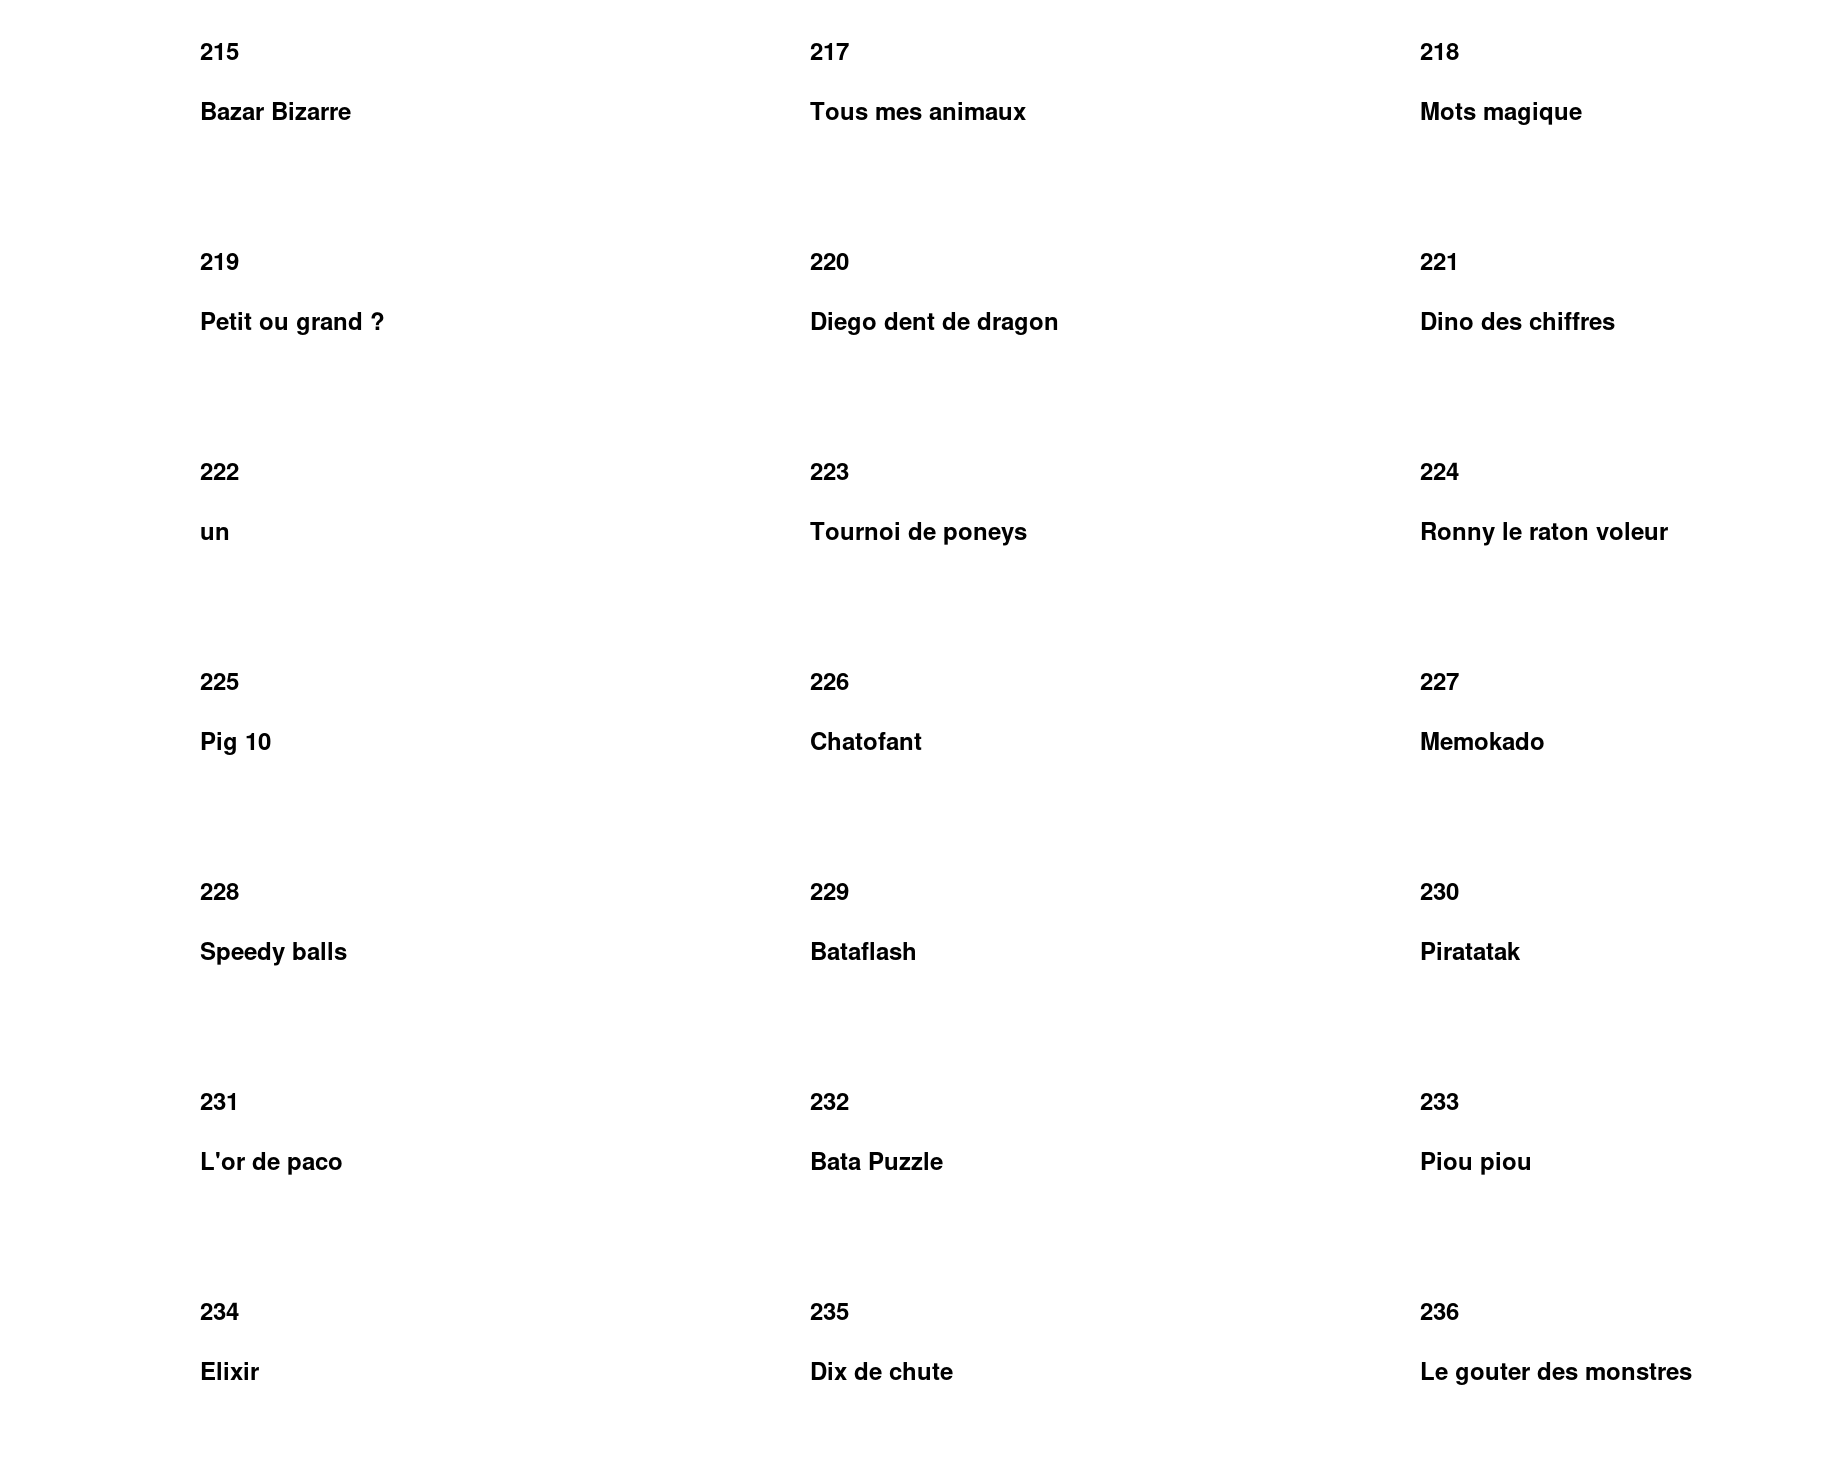 215
Bazar Bizarre
217
Tous mes animaux
218
Mots magique
219
Petit ou grand ?
220
Diego dent de dragon
221
Dino des chiffres
222
un
223
Tournoi de poneys
224
Ronny le raton voleur
225
Pig 10
226
Chatofant
227
Memokado
228
Speedy balls
229
Bataflash
230
Piratatak
231
L'or de paco
232
Bata Puzzle
233
Piou piou
234
Elixir
235
Dix de chute
236
Le gouter des monstres